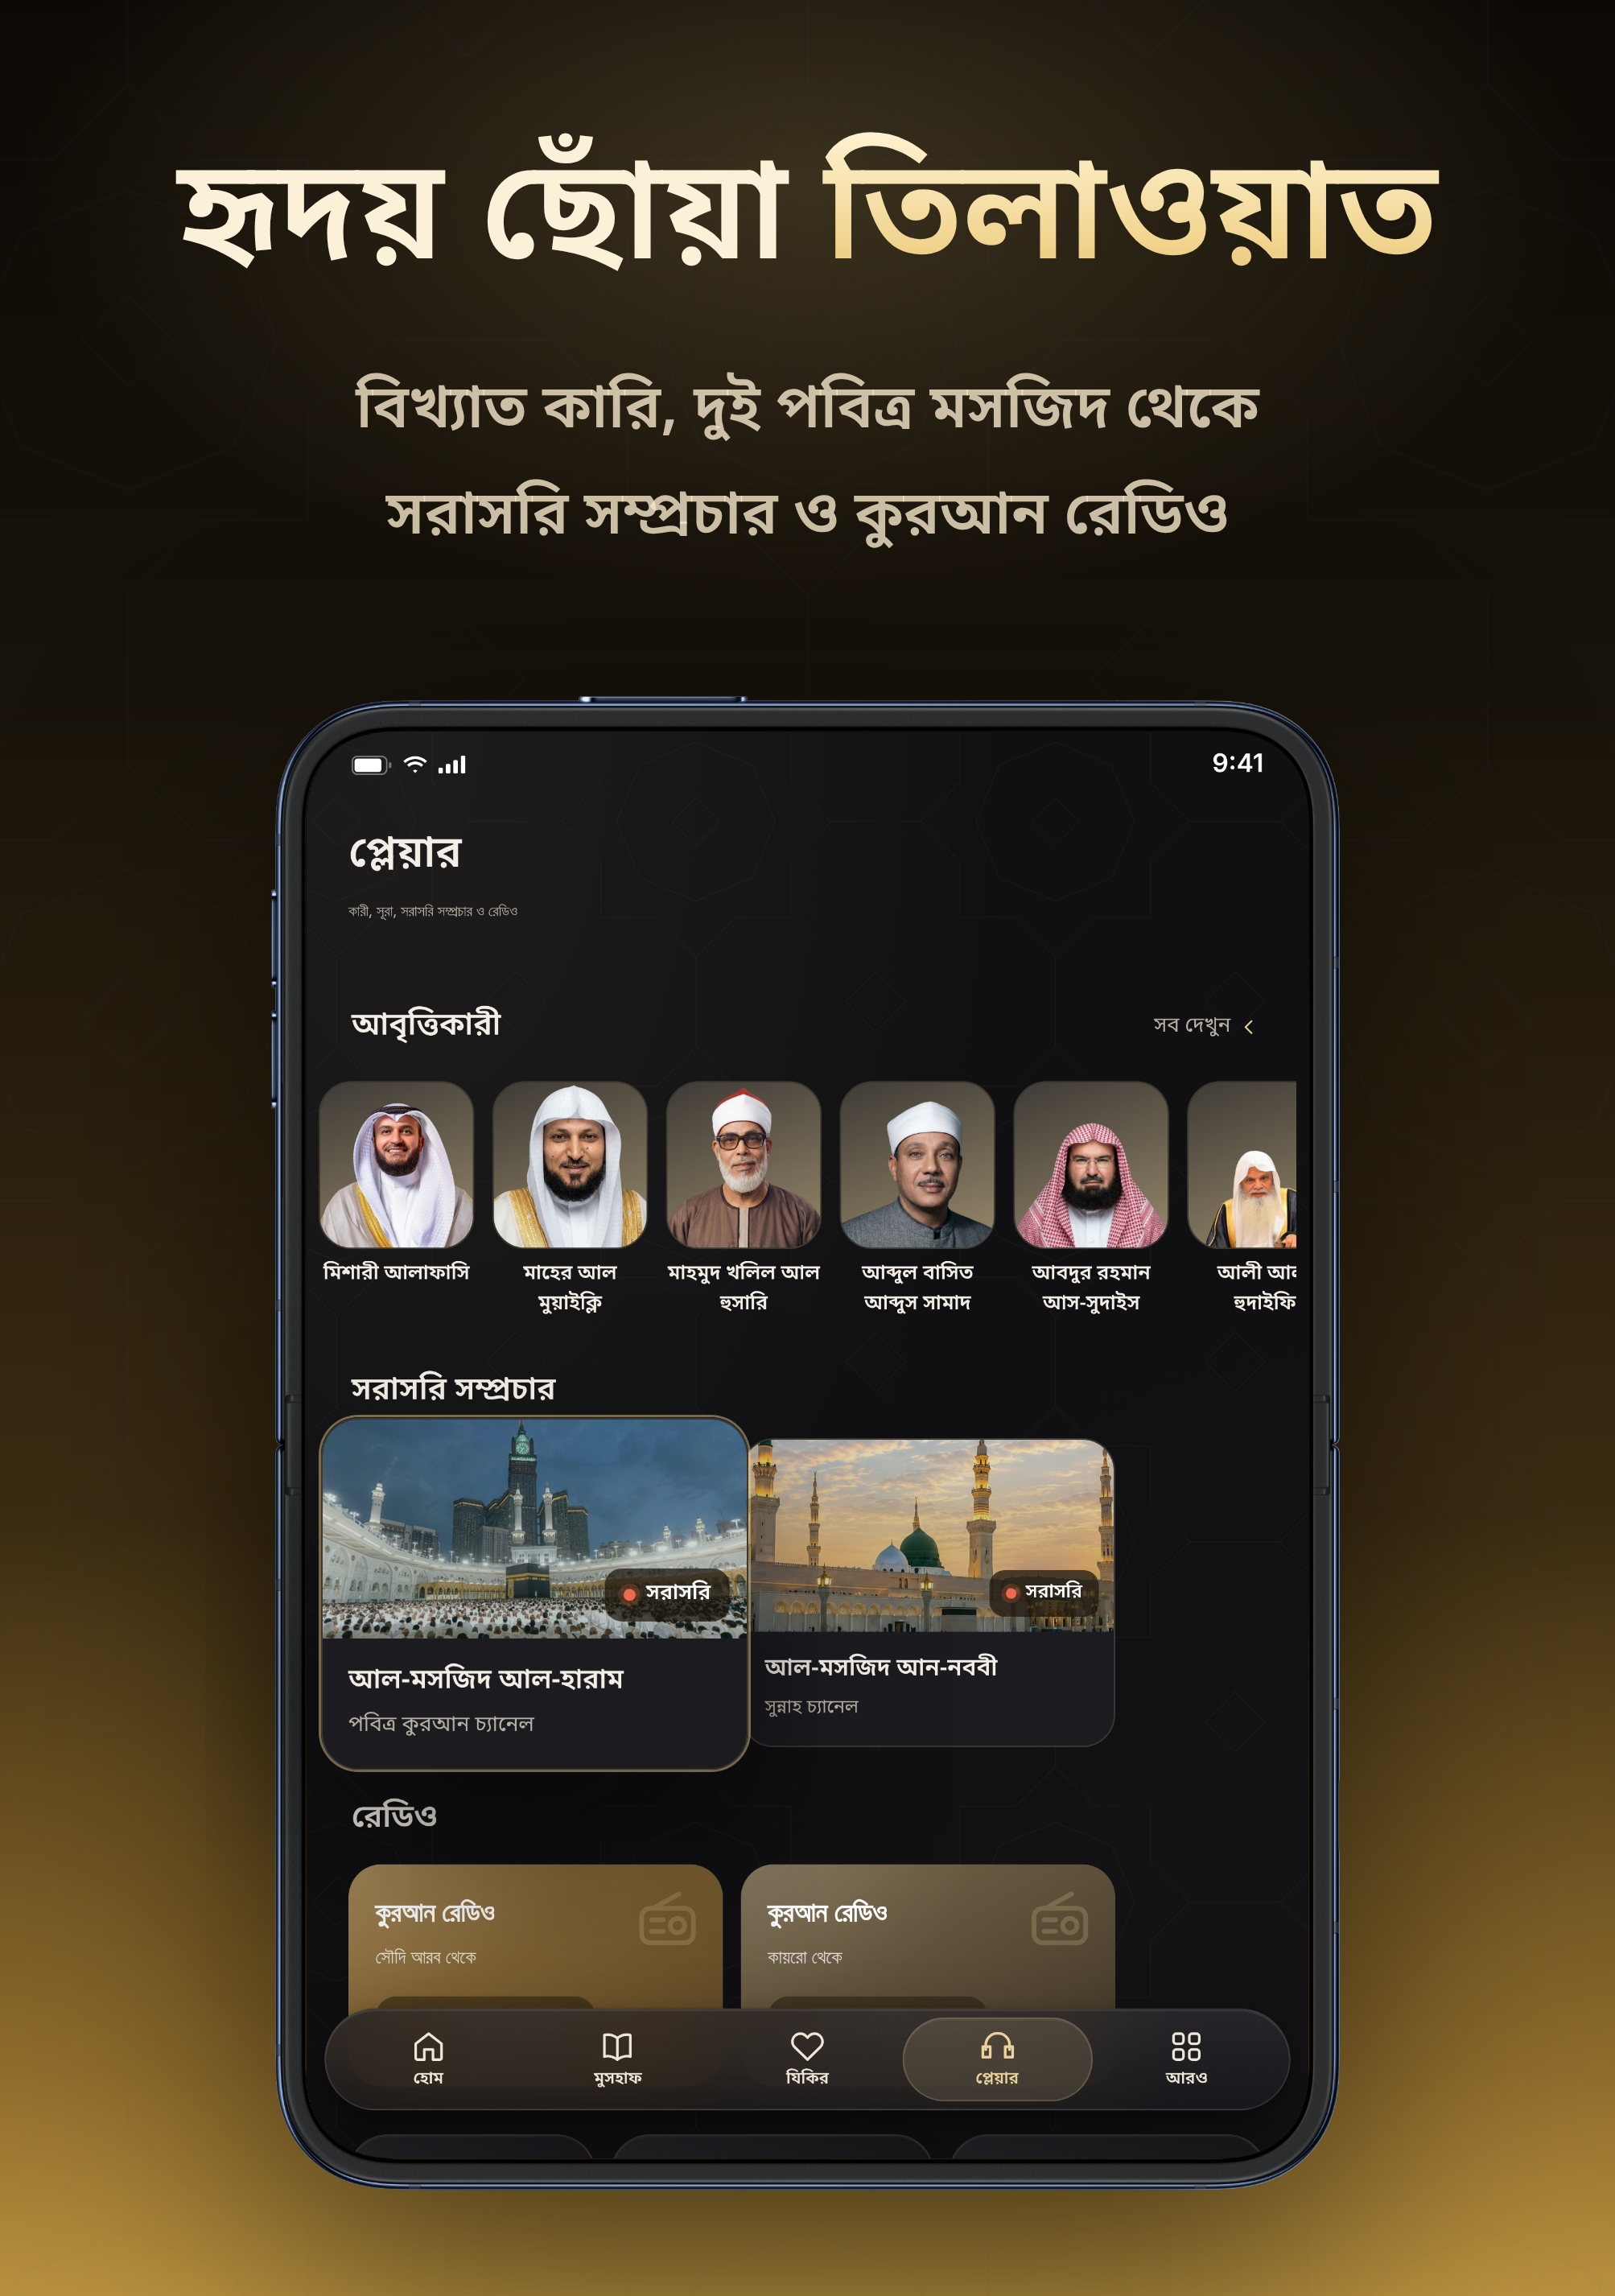 হৃদয় ছোঁয়া তিলাওয়াত
বিখ্যাত কারি, দুই পবিত্র মসজিদ থেকে
সরাসরি সম্প্রচার ও কুরআন রেডিও
9:41
প্লেয়ার
কারী, সূরা, সরাসরি সম্প্রচার ও রেডিও
আবৃত্তিকারী
সব দেখুন
মিশারী আলাফাসি
মাহের আল
মুয়াইক্লি
মাহমুদ খলিল আল
হুসারি
আব্দুল বাসিত
আব্দুস সামাদ
আবদুর রহমান
আস-সুদাইস
আলী আল
হুদাইফি
সরাসরি সম্প্রচার
সরাসরি
আল-মসজিদ আল-হারাম
পবিত্র কুরআন চ্যানেল
সরাসরি
আল-মসজিদ আন-নববী
সুন্নাহ চ্যানেল
রেডিও
কুরআন রেডিও
সৌদি আরব থেকে
কুরআন রেডিও
কায়রো থেকে
হোম
মুসহাফ
যিকির
প্লেয়ার
আরও